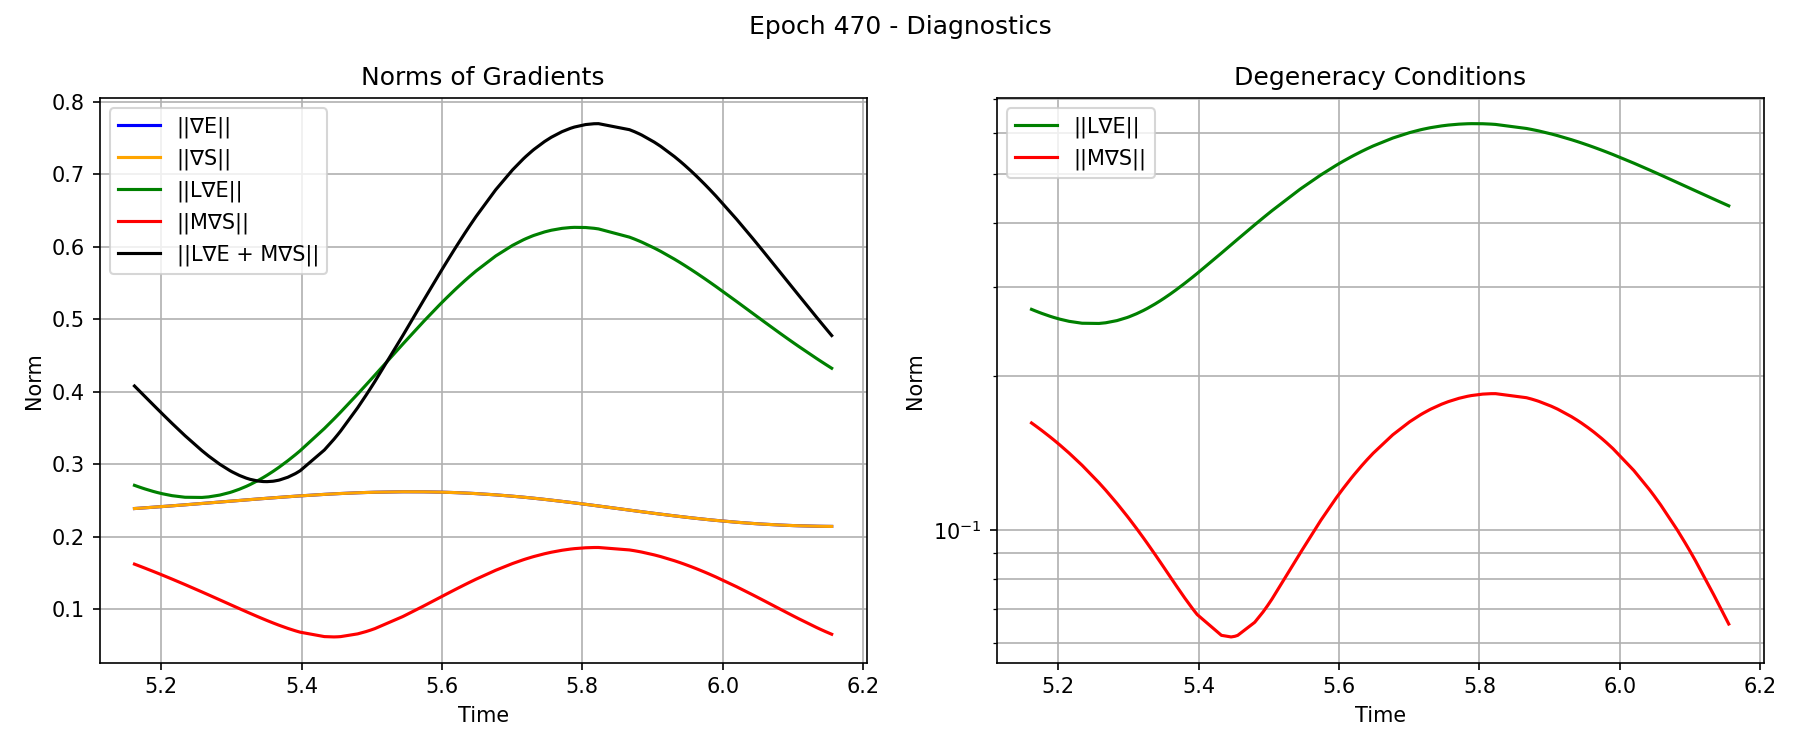 Epoch 470 - Diagnostics
Norms of Gradients
0.8
0.7
0.6
0.5
0.4
0.3
0.2
0.1
Norm
||∇E||
||∇S||
||L∇E||
||M∇S||
||L∇E + M∇S||
5.2 5.4 5.6 5.8 6.0 6.2
Time
Degeneracy Conditions
10⁻¹
Norm
||L∇E||
||M∇S||
5.2 5.4 5.6 5.8 6.0 6.2
Time